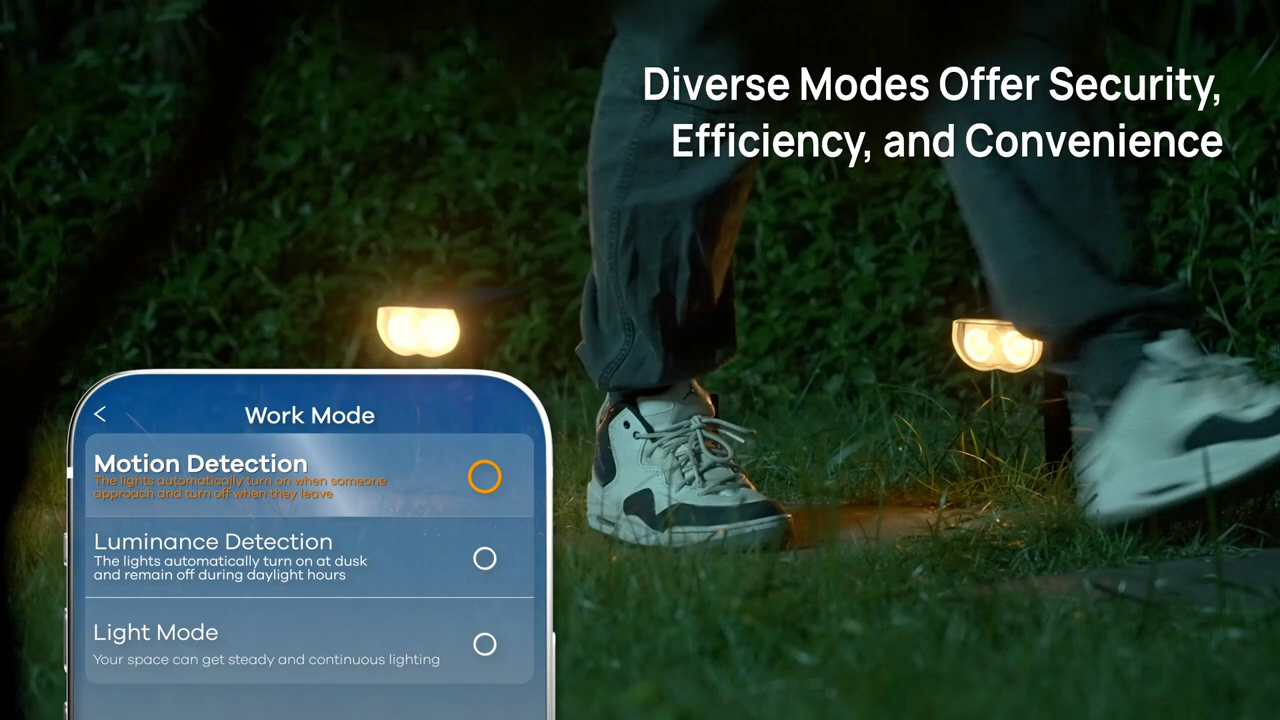 Diverse Modes Offer Security,
Efficiency, and Convenience
Work Mode
Motion Detection
The lights automatically turn on when someone
approach and turn off when they leave
Luminance Detection
The lights automatically turn on at dusk
and remain off during daylight hours
Light Mode
Your space can get steady and continuous lighting